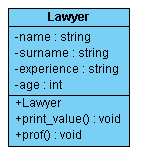 Lawyer
-name : string
-surname : string
-experience : string
-age : int
+Lawyer
+print_value() : void
+prof() : void